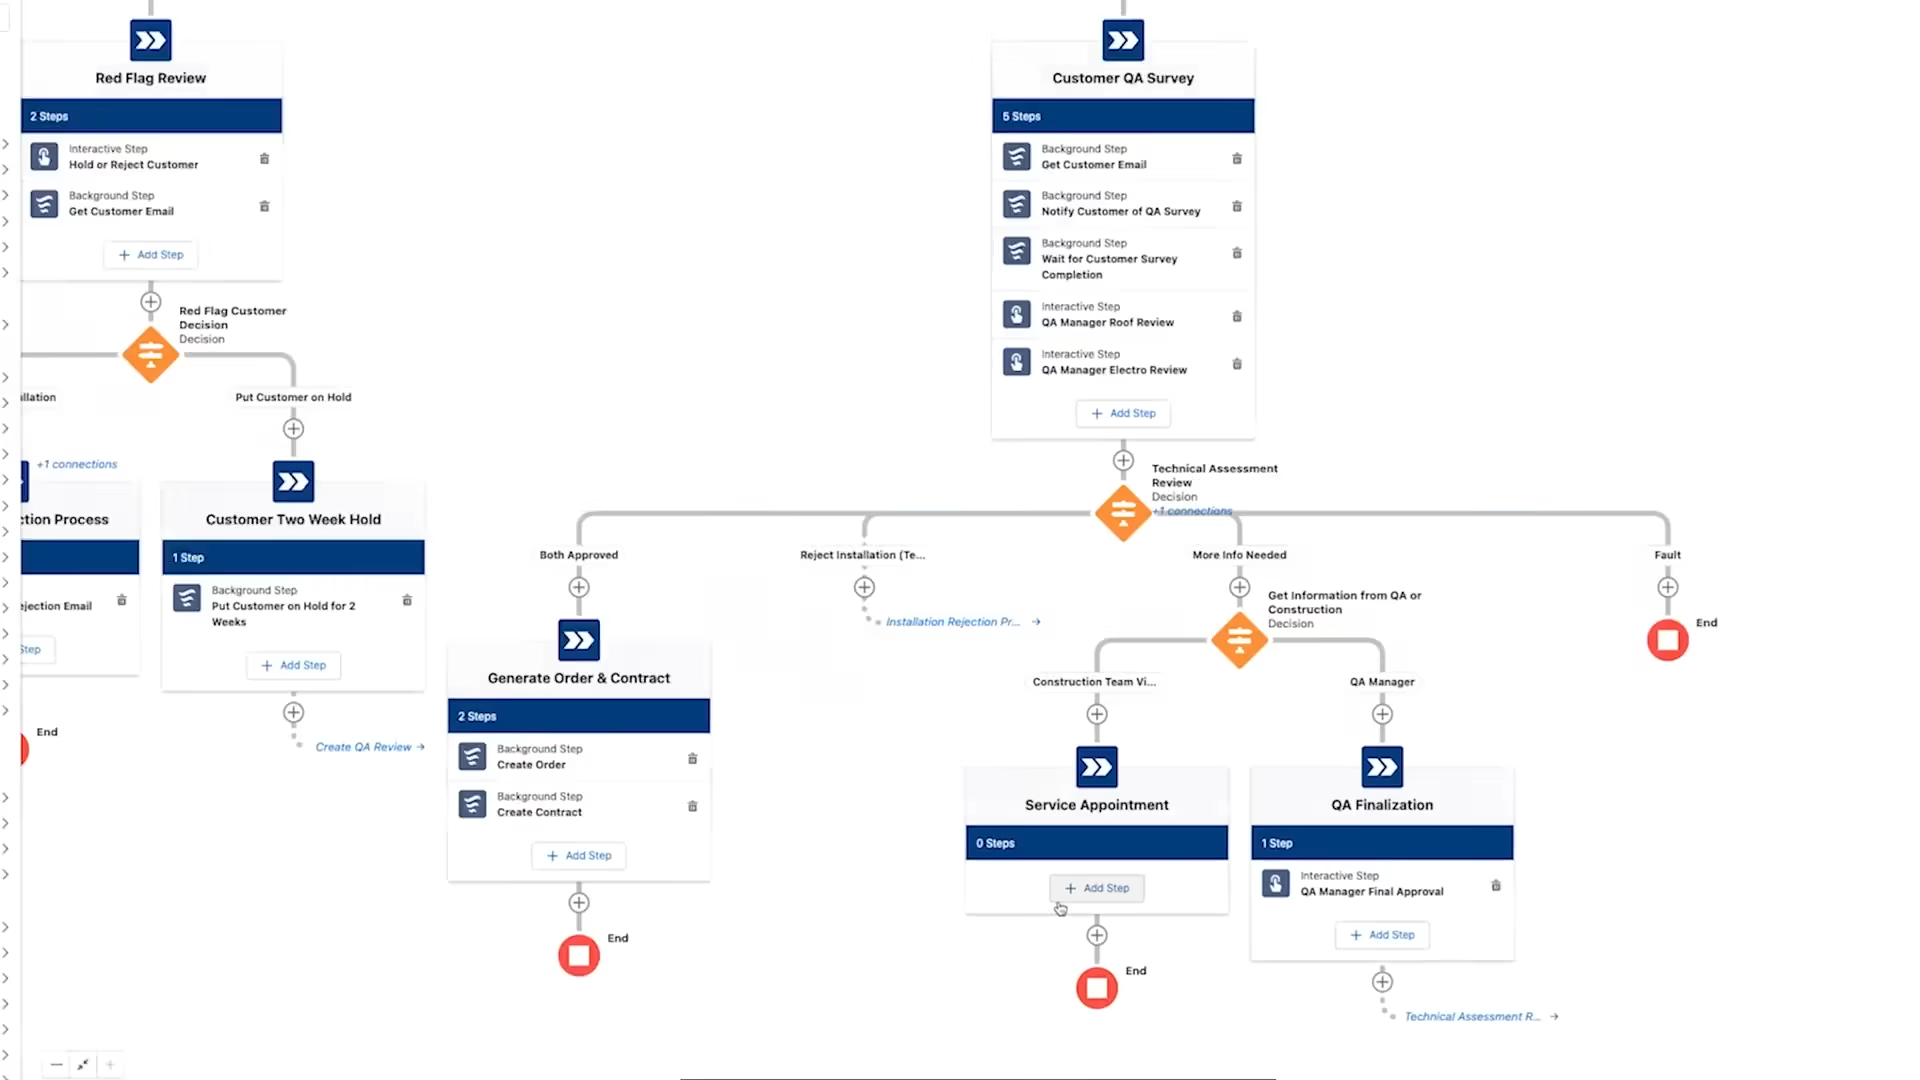 Red Flag Review
2 Steps
Interactive Step
Hold or Reject Customer
Background Step
Get Customer Email
+ Add Step
Red Flag Customer
Decision
Decision
Put Customer on Hold
+1 connections
Customer Two Week Hold
1 Step
Background Step
Put Customer on Hold for 2
Weeks
+ Add Step
Create QA Review →
ction Process
ejection Email
Step
End
llation
Customer QA Survey
5 Steps
Background Step
Get Customer Email
Background Step
Notify Customer of QA Survey
Background Step
Wait for Customer Survey
Completion
Interactive Step
QA Manager Roof Review
Interactive Step
QA Manager Electro Review
+ Add Step
Technical Assessment
Review
Decision
+1 connections
Both Approved
Reject Installation (Te...
More Info Needed
Fault
Installation Rejection Pr... →
End
Get Information from QA or
Construction
Decision
Generate Order & Contract
2 Steps
Background Step
Create Order
Background Step
Create Contract
+ Add Step
End
Construction Team Vi...
QA Manager
Service Appointment
0 Steps
+ Add Step
End
QA Finalization
1 Step
Interactive Step
QA Manager Final Approval
+ Add Step
Technical Assessment R... →